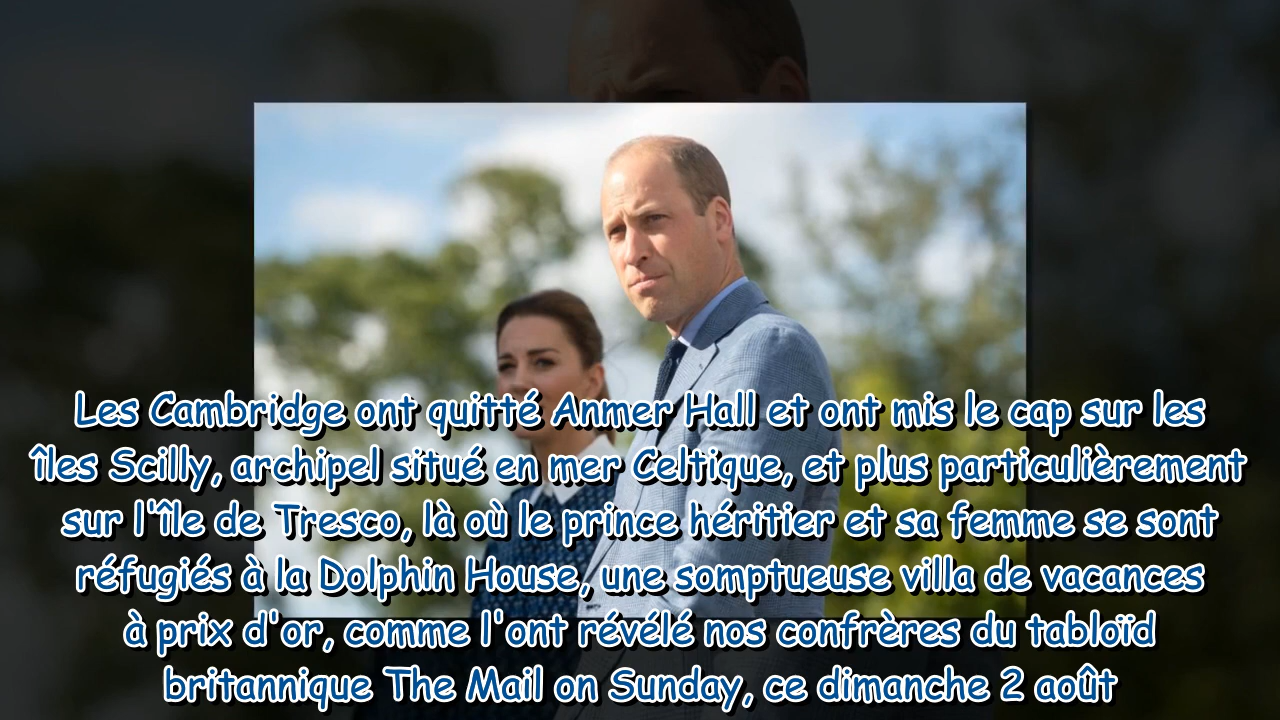 Les Cambridge ont quitté Anmer Hall et ont mis le cap sur les
îles Scilly, archipel situé en mer Celtique, et plus particulièrement
sur l'île de Tresco, là où le prince héritier et sa femme se sont
réfugiés à la Dolphin House, une somptueuse villa de vacances
à prix d'or, comme l'ont révélé nos confrères du tabloïd
britannique The Mail on Sunday, ce dimanche 2 août